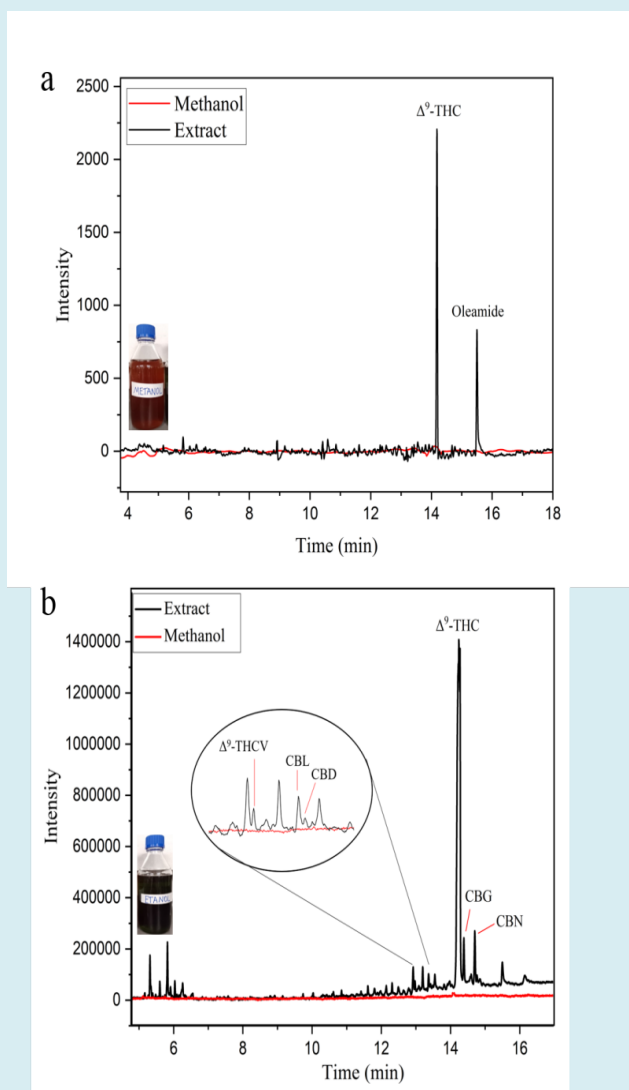 a
Methanol
Extract
Δ⁹-THC
Oleamide
METANOL
Intensity
2500
2000
1500
1000
500
0
4 6 8 10 12 14 16 18
Time (min)
b
Extract
Methanol
Δ⁹-THC
Δ⁹-THCV
CBL
CBD
CBG
CBN
ETANOL
Intensity
1400000
1200000
1000000
800000
600000
400000
200000
0
6 8 10 12 14 16
Time (min)